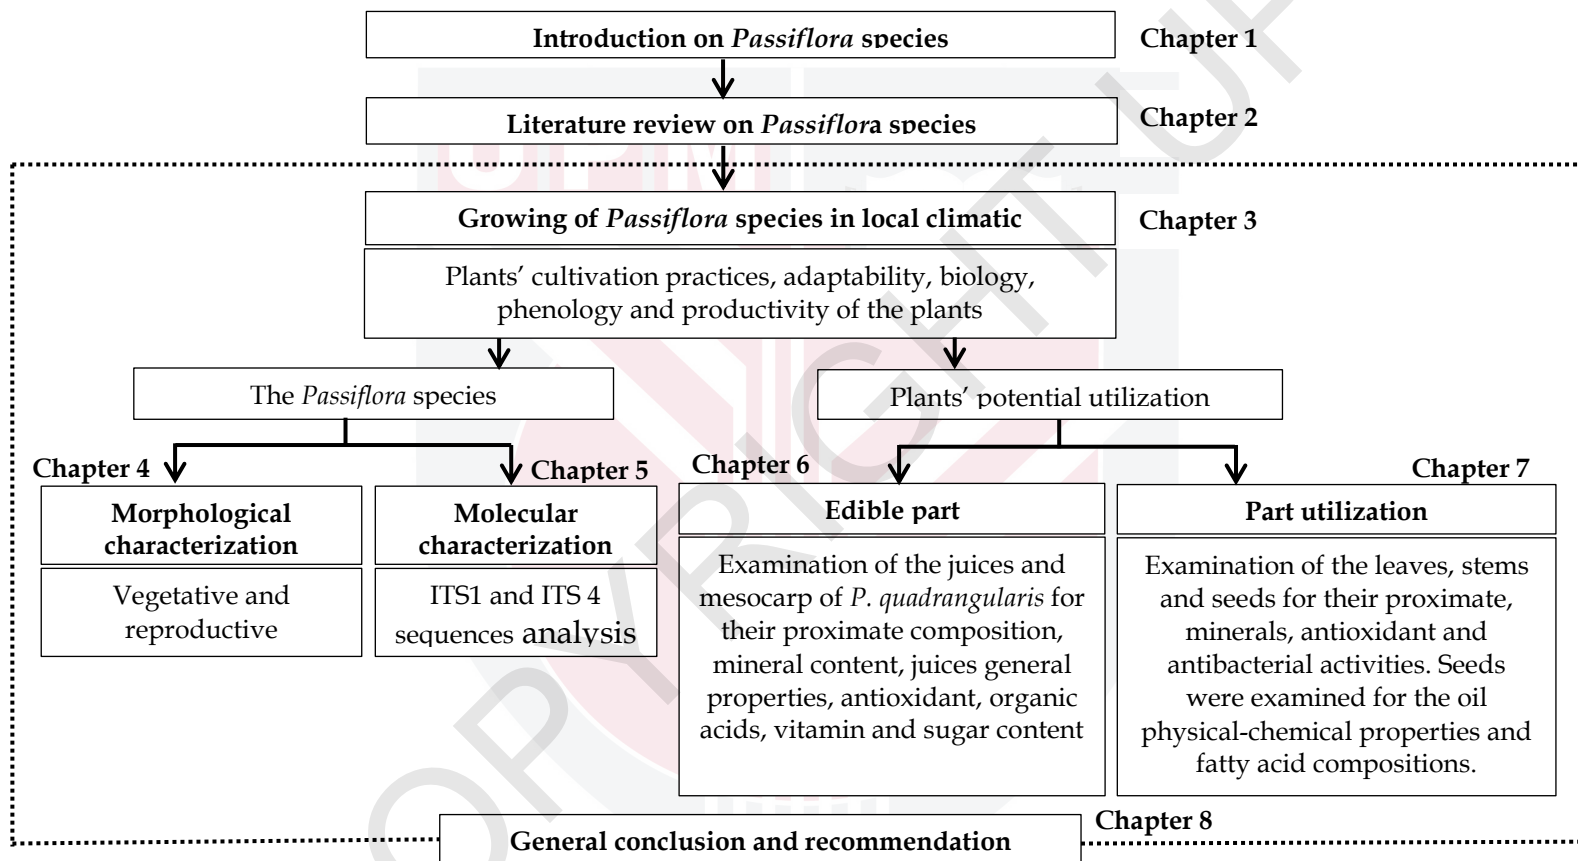 Introduction on Passiflora species
Chapter 1
Literature review on Passiflora species
Chapter 2
UPM
Growing of Passiflora species in local climatic
Chapter 3
Plants' cultivation practices, adaptability, biology,
phenology and productivity of the plants
The Passiflora species
Plants' potential utilization
Chapter 4
Morphological
characterization
Vegetative and
reproductive
Chapter 5
Molecular
characterization
ITS1 and ITS 4
sequences analysis
Chapter 6
Edible part
Examination of the juices and
mesocarp of P. quadrangularis for
their proximate composition,
mineral content, juices general
properties, antioxidant, organic
acids, vitamin and sugar content
Chapter 7
Part utilization
Examination of the leaves, stems
and seeds for their proximate,
minerals, antioxidant and
antibacterial activities. Seeds
were examined for the oil
physical-chemical properties and
fatty acid compositions.
Chapter 8
General conclusion and recommendation
OPYRIGHT UP